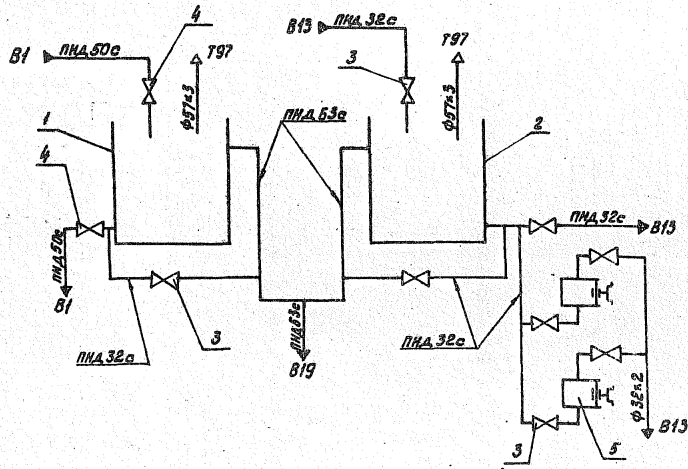 4
В1 ПНД 50с
Т97
Ф57х3
В13 ПНД 32с
3
Т97
Ф57х3
1
ПНД 63с
2
4
ПНД 50с
В1
ПНД 32с
В13
3
ПНД 32с
ПНД 63с
В19
ПНД 32с
Ф32х2
В13
3
5